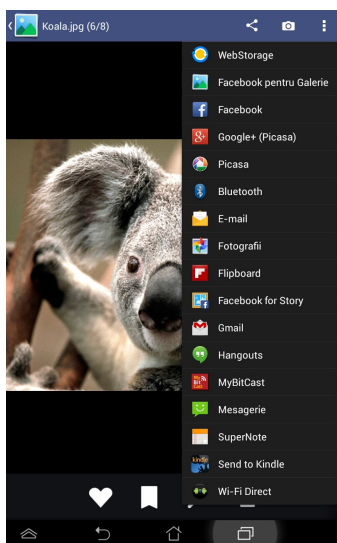 Koala.jpg (6/8)
WebStorage
Facebook pentru Galerie
Facebook
Google+ (Picasa)
Picasa
Bluetooth
E-mail
Fotografii
Flipboard
Facebook for Story
Gmail
Hangouts
MyBitCast
Mesagerie
SuperNote
kindle
Send to Kindle
Wi-Fi Direct